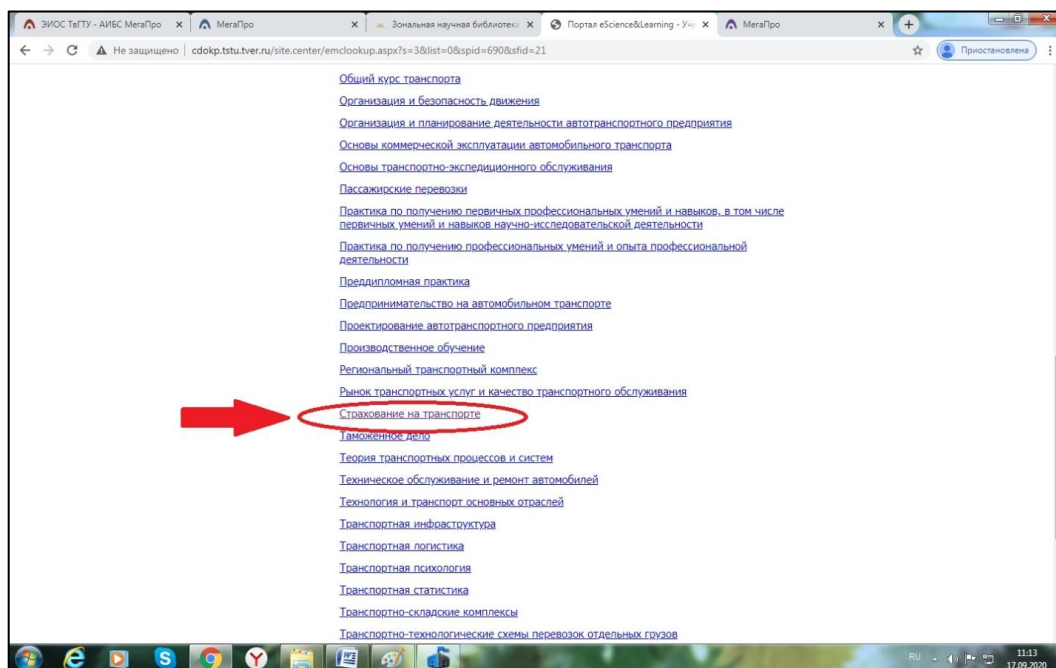 ЭИОС ТвГТУ - АИБС МегаПро
МегаПро
Зональная научная библиотека
Портал eScience&Learning - Уч
МегаПро
Не защищено | cdokp.tstu.tver.ru/site.center/emclookup.aspx?s=3&list=0&spid=690&sfid=21
Приостановлена
Общий курс транспорта
Организация и безопасность движения
Организация и планирование деятельности автотранспортного предприятия
Основы коммерческой эксплуатации автомобильного транспорта
Основы транспортно-экспедиционного обслуживания
Пассажирские перевозки
Практика по получению первичных профессиональных умений и навыков, в том числе
первичных умений и навыков научно-исследовательской деятельности
Практика по получению профессиональных умений и опыта профессиональной
деятельности
Преддипломная практика
Предпринимательство на автомобильном транспорте
Проектирование автотранспортного предприятия
Производственное обучение
Региональный транспортный комплекс
Рынок транспортных услуг и качество транспортного обслуживания
Страхование на транспорте
Таможенное дело
Теория транспортных процессов и систем
Техническое обслуживание и ремонт автомобилей
Технология и транспорт основных отраслей
Транспортная инфраструктура
Транспортная логистика
Транспортная психология
Транспортная статистика
Транспортно-складские комплексы
Транспортно-технологические схемы перевозок отдельных грузов
RU
11:13
17.09.2020